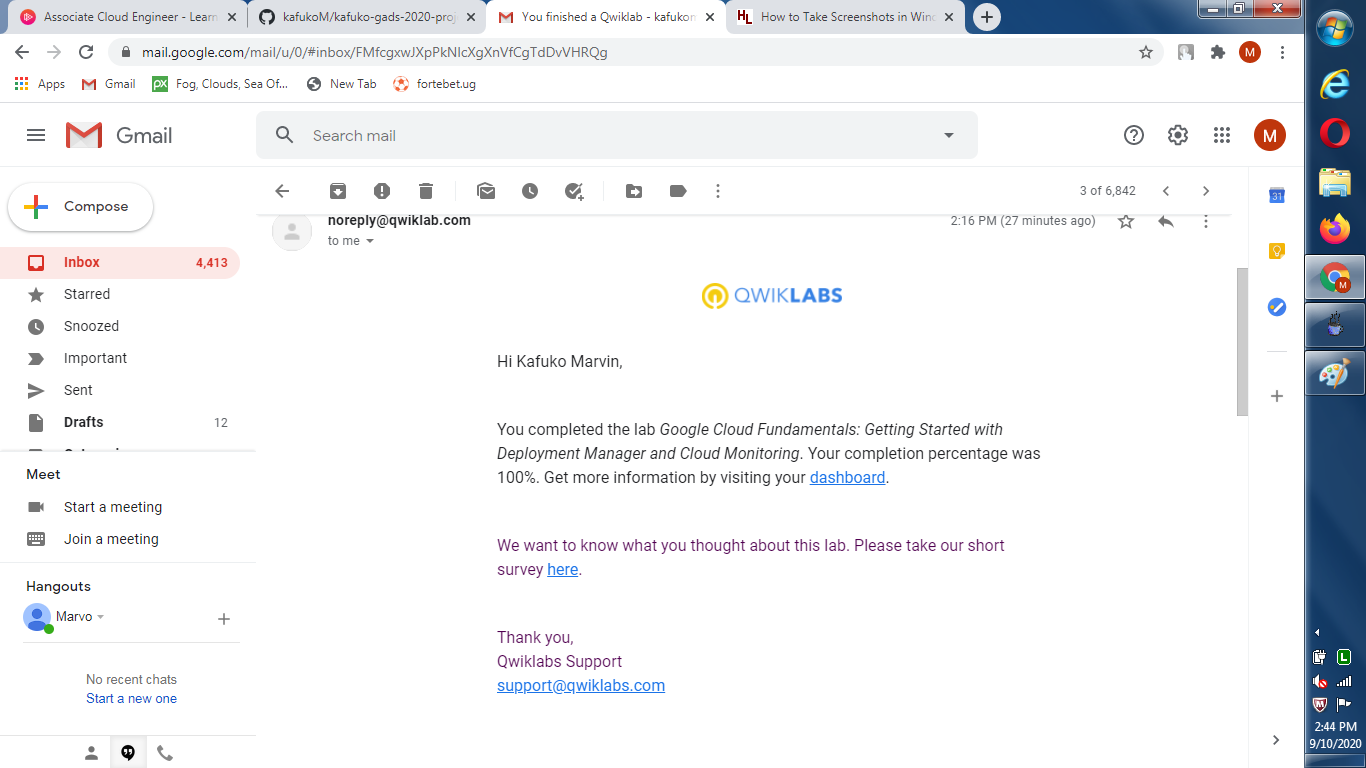 Associate Cloud Engineer - Learn
kafukoM/kafuko-gads-2020-proj
You finished a Qwiklab - kafukom
How to Take Screenshots in Wind
mail.google.com/mail/u/0/#inbox/FMfcgxwJXpPkNlcXgXnVfCgTdDvVHRQg
M
Apps
Gmail
Fog, Clouds, Sea Of...
New Tab
fortebet.ug
Gmail
Search mail
M
Compose
3 of 6,842
31
Inbox 4,413
Starred
Snoozed
Important
Sent
Drafts 12
Meet
Start a meeting
Join a meeting
Hangouts
Marvo
No recent chats
Start a new one
noreply@qwiklab.com
2:16 PM (27 minutes ago)
to me
QWIKLABS
Hi Kafuko Marvin,
You completed the lab Google Cloud Fundamentals: Getting Started with
Deployment Manager and Cloud Monitoring. Your completion percentage was
100%. Get more information by visiting your dashboard.
We want to know what you thought about this lab. Please take our short
survey here.
Thank you,
Qwiklabs Support
support@qwiklabs.com
M
L
2:44 PM
9/10/2020